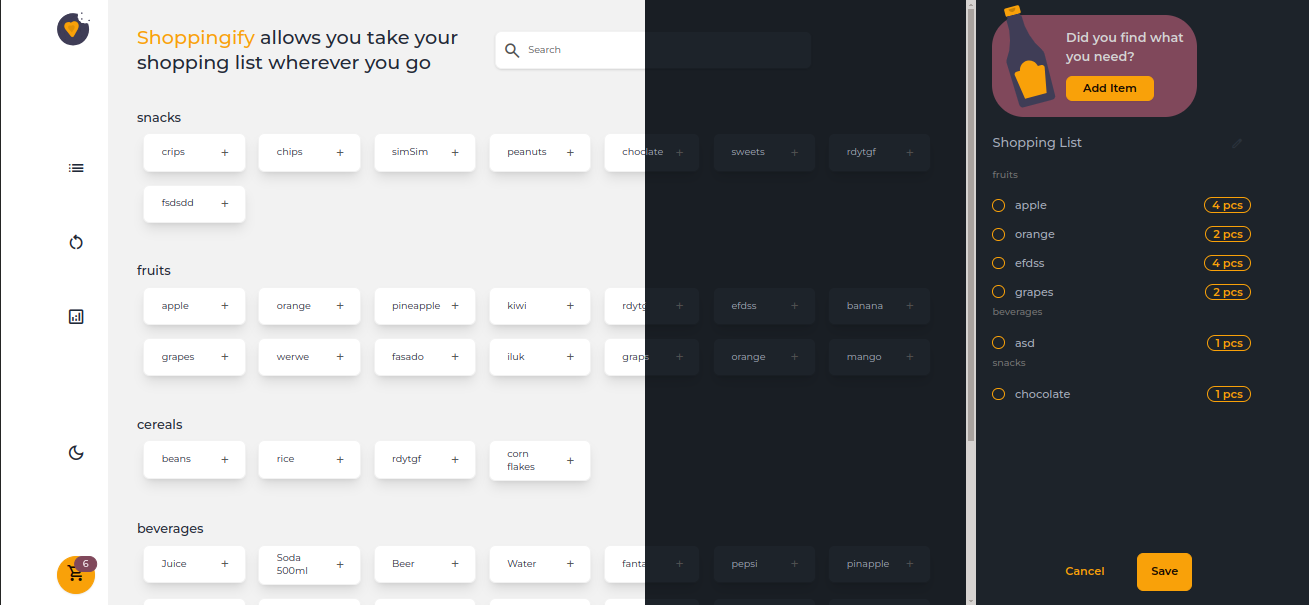 Shoppingify allows you take your
shopping list wherever you go
Search
snacks
crips + chips + simSim + peanuts + choclate + sweets + rdytgf +
fsdsdd +
fruits
apple + orange + pineapple + kiwi + rdytg + efdss + banana +
grapes + werwe + fasado + iluk + graps + orange + mango +
cereals
beans + rice + rdytgf + corn flakes +
beverages
Juice + Soda 500ml + Beer + Water + fanta + pepsi + pinapple +
6
Did you find what
you need?
Add Item
Shopping List
fruits
apple 4 pcs
orange 2 pcs
efdss 4 pcs
grapes 2 pcs
beverages
asd 1 pcs
snacks
chocolate 1 pcs
Cancel Save